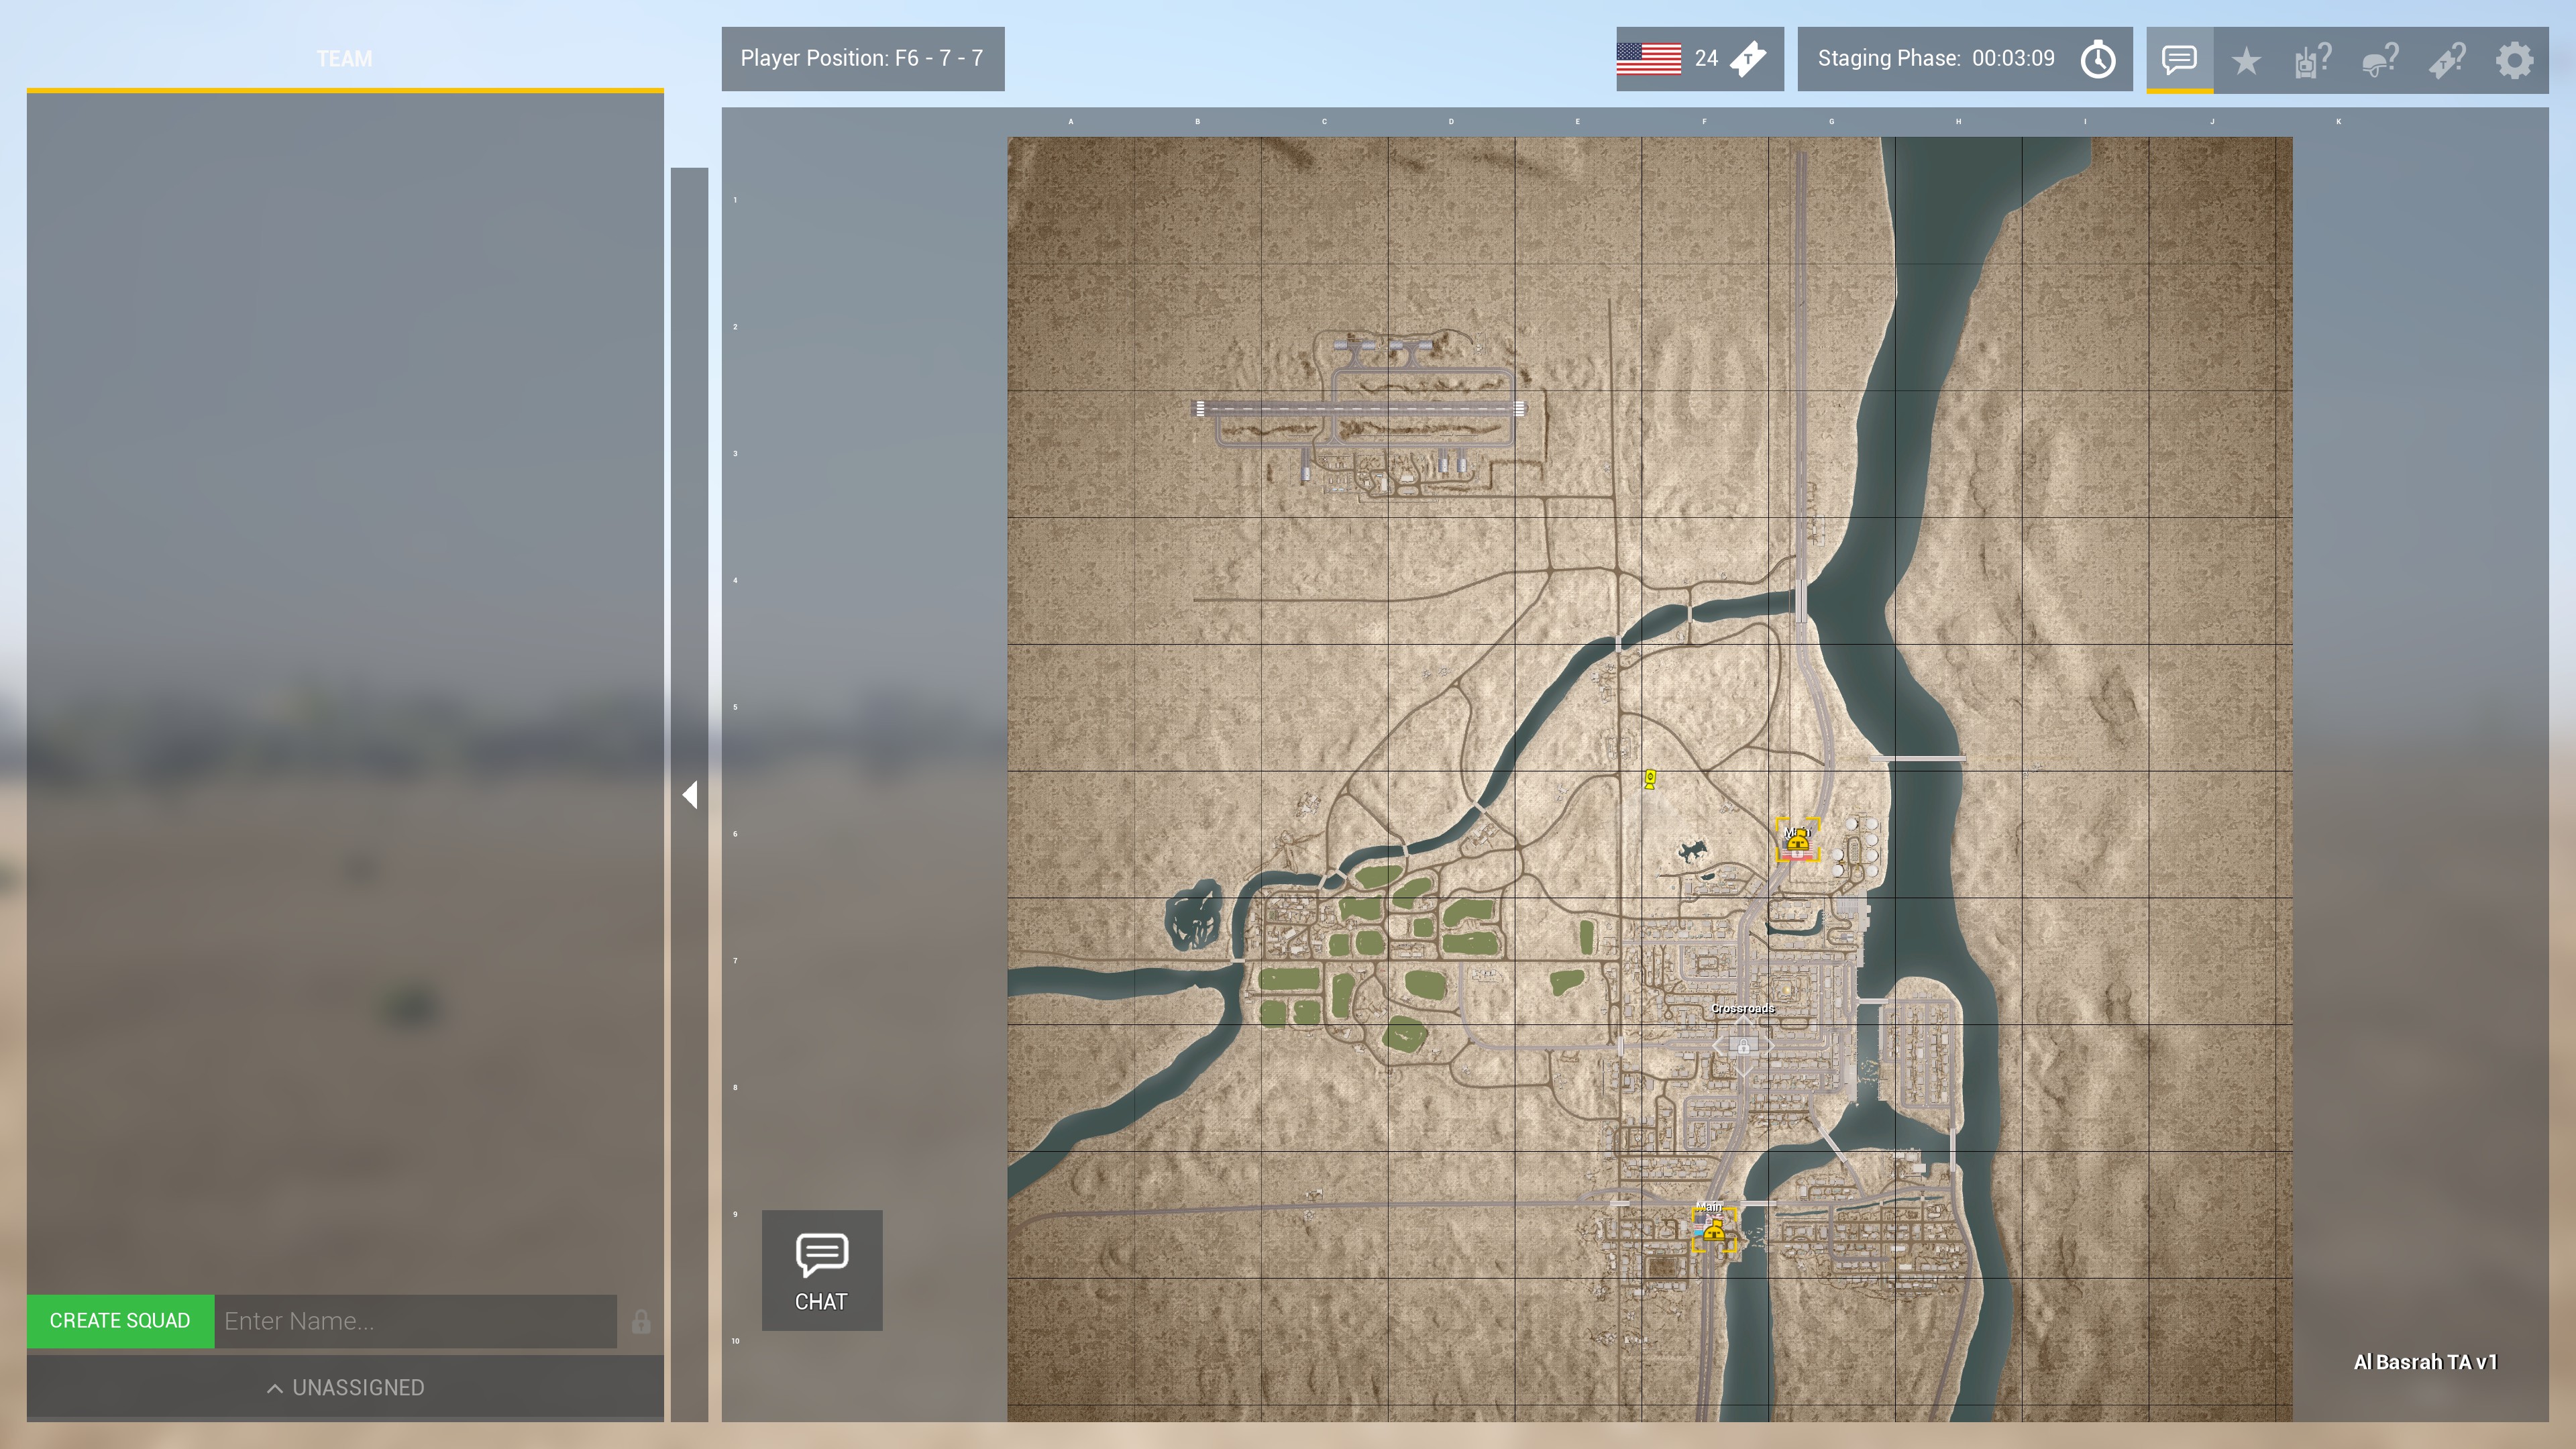 TEAM
Player Position: F6 - 7 - 7
24
T
Staging Phase: 00:03:09
?
?
T?
A B C D E F G H I J K
1
2
3
4
5
6
Main
7
Crossroads
8
9
Main
10
CHAT
CREATE SQUAD
Enter Name...
UNASSIGNED
Al Basrah TA v1